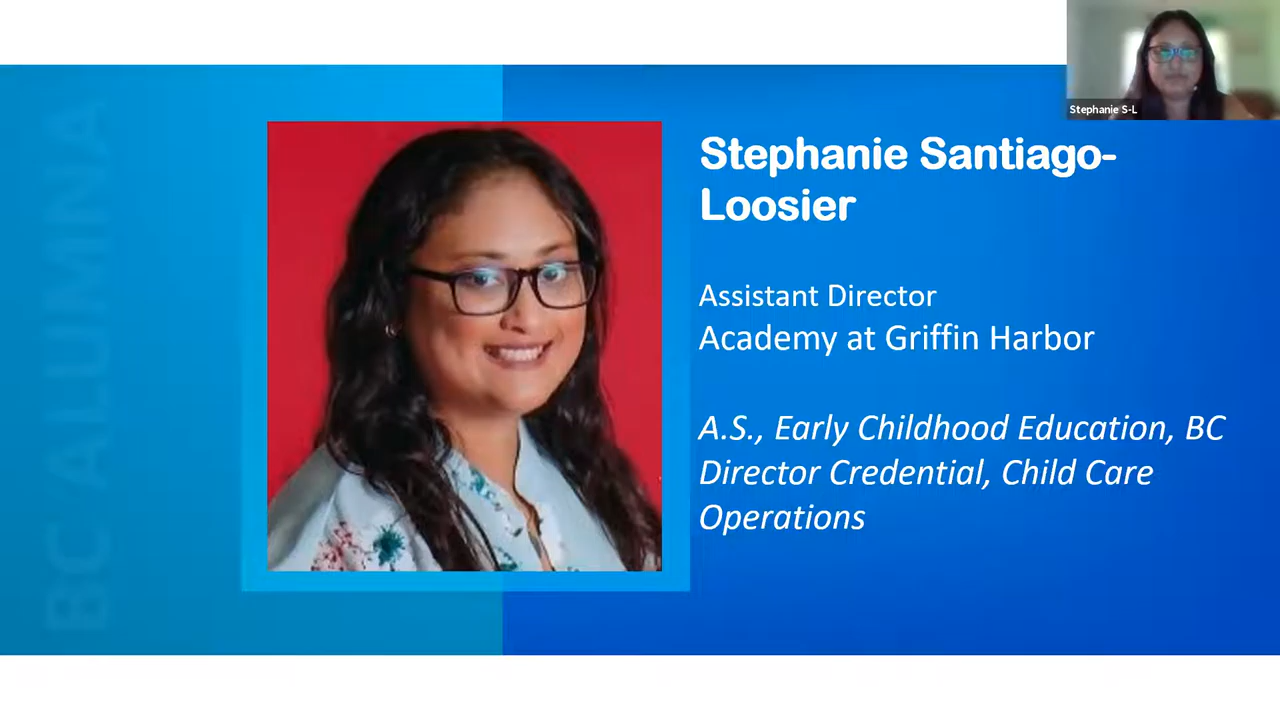 Stephanie S-L
BC ALUMNA
Stephanie Santiago-
Loosier
Assistant Director
Academy at Griffin Harbor
A.S., Early Childhood Education, BC
Director Credential, Child Care
Operations